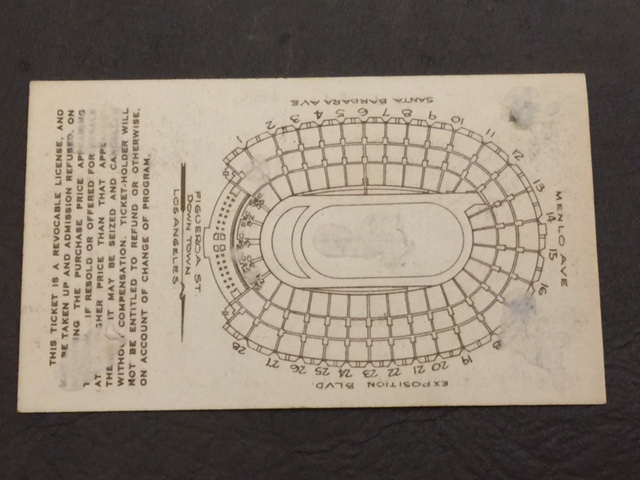 THIS TICKET IS A REVOCABLE LICENSE, AND
BE TAKEN UP AND ADMISSION REFUSED, ON
THE PURCHASE PRICE
IF RESOLD OR OFFERED FOR
AT PRICE THAN THAT
IT MAY BE SEIZED AND
WITHOUT COMPENSATION. TICKET-HOLDER WILL
NOT BE ENTITLED TO REFUND OR OTHERWISE,
ON ACCOUNT OF CHANGE OF PROGRAM.
LOS ANGELES
DOWN TOWN
FIGUEROA ST
SANTA BARBARA AVE
1 2 3 4 5 6 7 8 9 10 11 12 13 14 15 16
MENLO AVE
18 19 20 21 22 23 24 25 26 27 28
EXPOSITION BLVD.